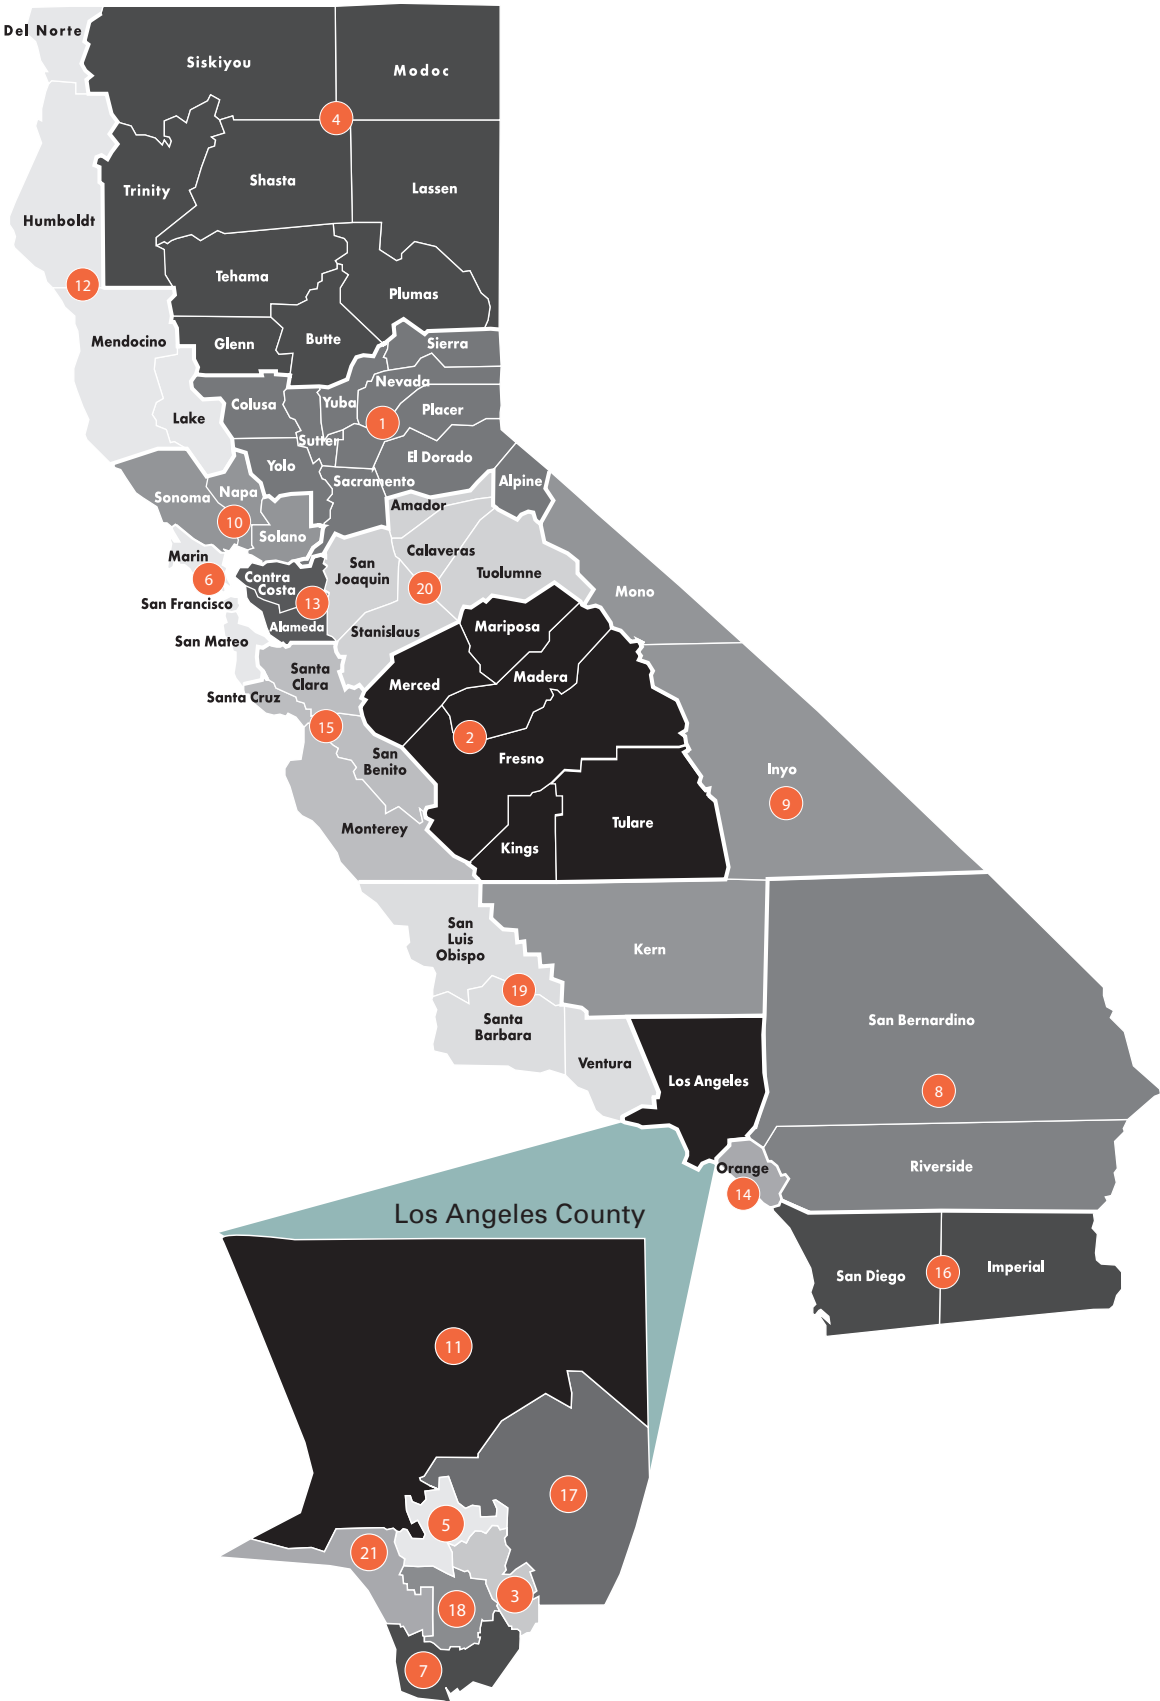 Del Norte
Siskiyou
Modoc
4
Trinity
Shasta
Lassen
Humboldt
12
Tehama
Plumas
Mendocino
Glenn
Butte
Sierra
Nevada
Lake
Colusa
Yuba
Placer
1
Sutter
El Dorado
Yolo
Sacramento
Alpine
Sonoma
Napa
Amador
10
Solano
Marin
Calaveras
6
Contra
Costa
San
Joaquin
Tuolumne
20
Mono
San Francisco
13
Alameda
Stanislaus
Mariposa
San Mateo
Santa
Clara
Merced
Madera
Santa Cruz
15
2
San
Benito
Fresno
Inyo
9
Monterey
Kings
Tulare
San
Luis
Obispo
Kern
19
Santa
Barbara
San Bernardino
Ventura
Los Angeles
8
Orange
14
Riverside
Los Angeles County
San Diego
16
Imperial
11
17
5
21
3
18
7